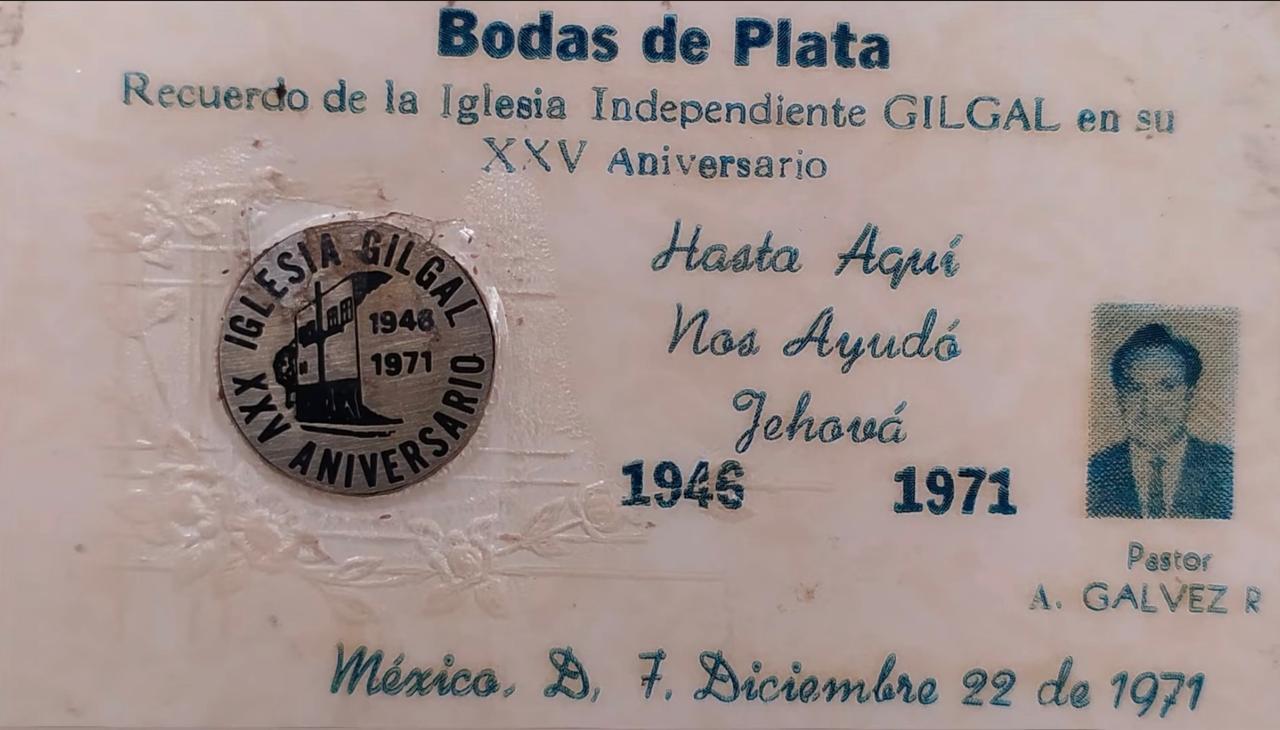 Bodas de Plata
Recuerdo de la Iglesia Independiente GILGAL en su
XXV Aniversario
IGLESIA GILGAL
1946
1971
XXV ANIVERSARIO
Hasta Aquí
Nos Ayudó
Jehová
1946 1971
Pastor
A. GALVEZ R
México, D, F. Diciembre 22 de 1971